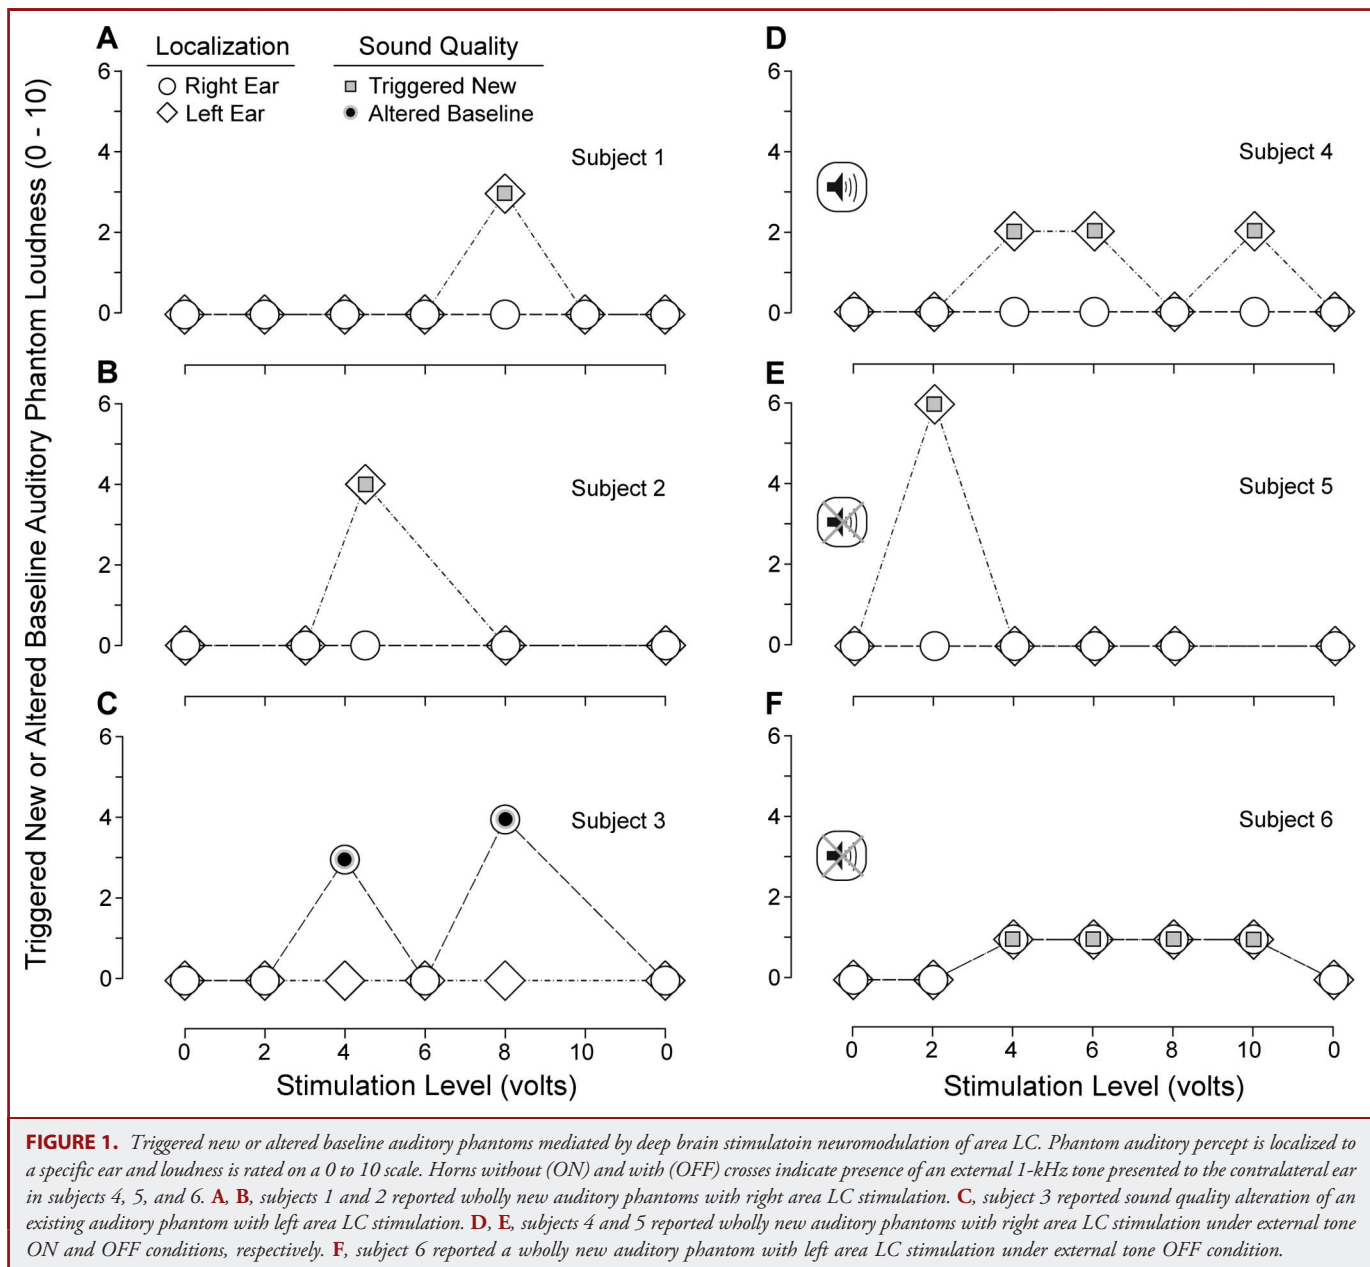 Triggered New or Altered Baseline Auditory Phantom Loudness (0 - 10)
A
Localization
Right Ear
Left Ear
Sound Quality
Triggered New
Altered Baseline
Subject 1
6
4
2
0
B
Subject 2
6
4
2
0
C
Subject 3
6
4
2
0
0 2 4 6 8 10 0
Stimulation Level (volts)
D
Subject 4
6
4
2
0
E
Subject 5
6
4
2
0
F
Subject 6
6
4
2
0
0 2 4 6 8 10 0
Stimulation Level (volts)
FIGURE 1. Triggered new or altered baseline auditory phantoms mediated by deep brain stimulatoin neuromodulation of area LC. Phantom auditory percept is localized to
a specific ear and loudness is rated on a 0 to 10 scale. Horns without (ON) and with (OFF) crosses indicate presence of an external 1-kHz tone presented to the contralateral ear
in subjects 4, 5, and 6. A, B, subjects 1 and 2 reported wholly new auditory phantoms with right area LC stimulation. C, subject 3 reported sound quality alteration of an
existing auditory phantom with left area LC stimulation. D, E, subjects 4 and 5 reported wholly new auditory phantoms with right area LC stimulation under external tone
ON and OFF conditions, respectively. F, subject 6 reported a wholly new auditory phantom with left area LC stimulation under external tone OFF condition.